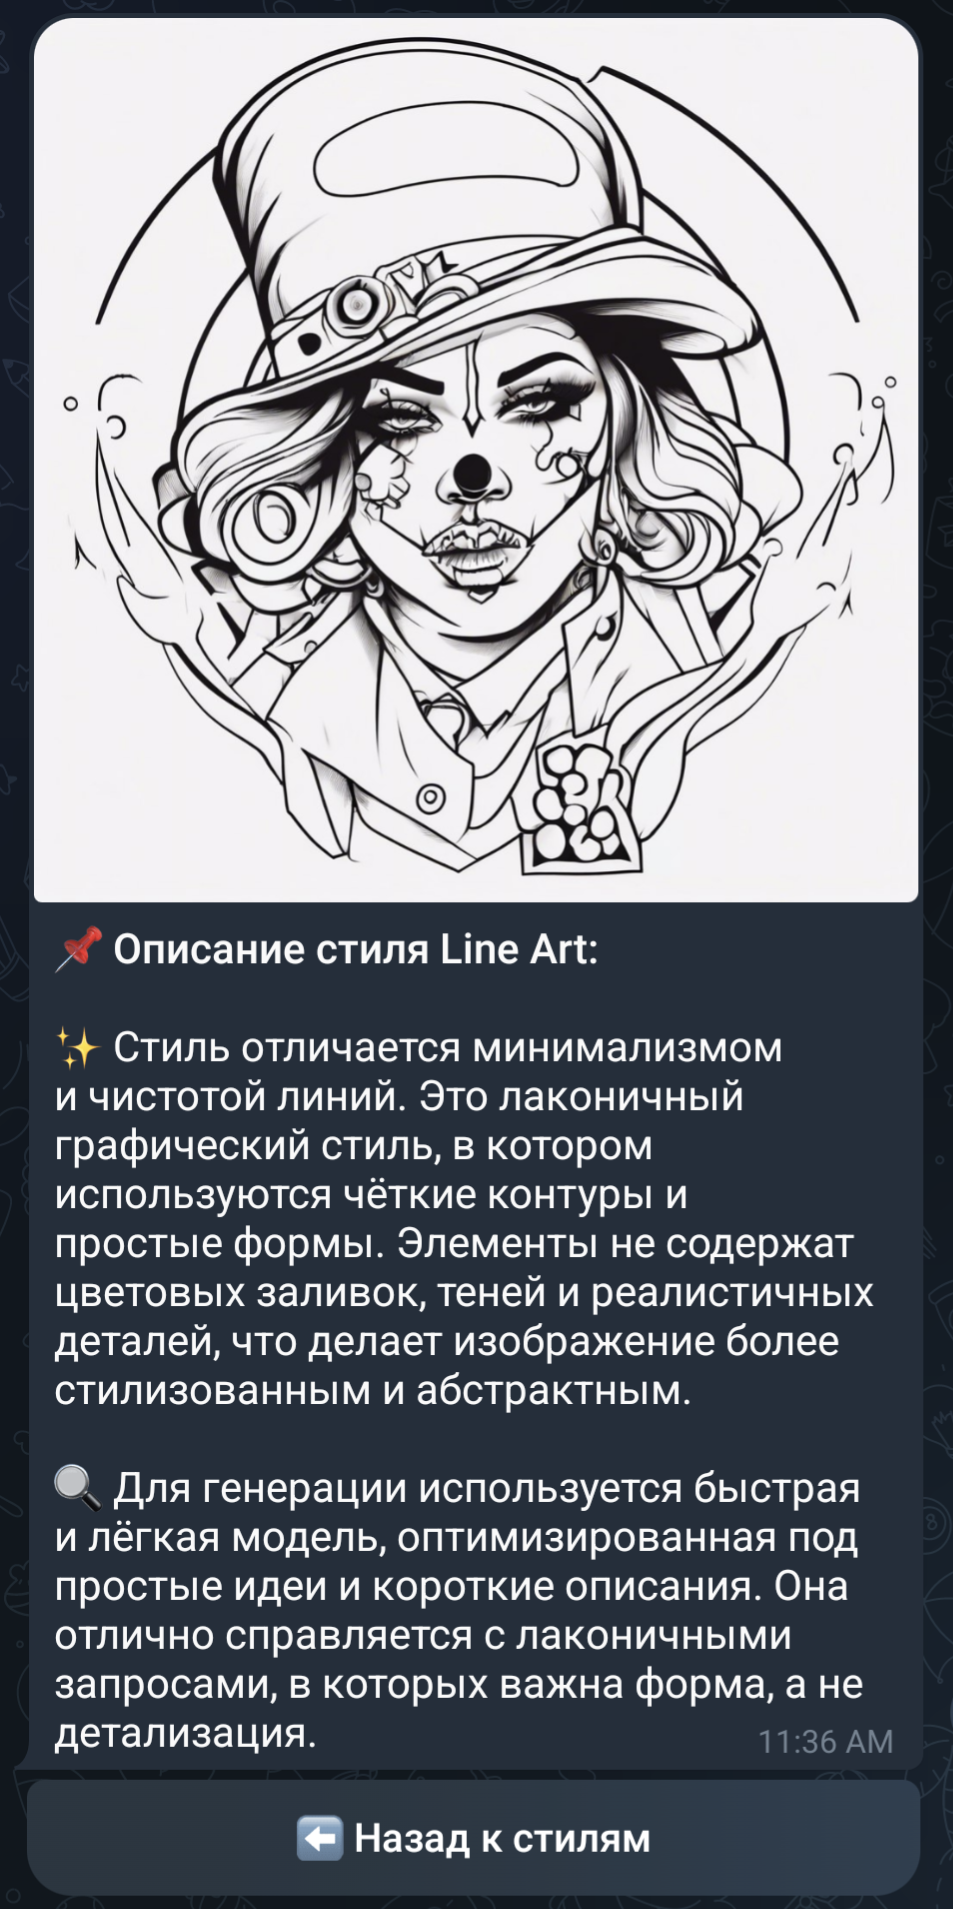 📌 Описание стиля Line Art:
✨ Стиль отличается минимализмом
и чистотой линий. Это лаконичный
графический стиль, в котором
используются чёткие контуры и
простые формы. Элементы не содержат
цветовых заливок, теней и реалистичных
деталей, что делает изображение более
стилизованным и абстрактным.
🔍 Для генерации используется быстрая
и лёгкая модель, оптимизированная под
простые идеи и короткие описания. Она
отлично справляется с лаконичными
запросами, в которых важна форма, а не
детализация.
11:36 AM
⬅️ Назад к стилям